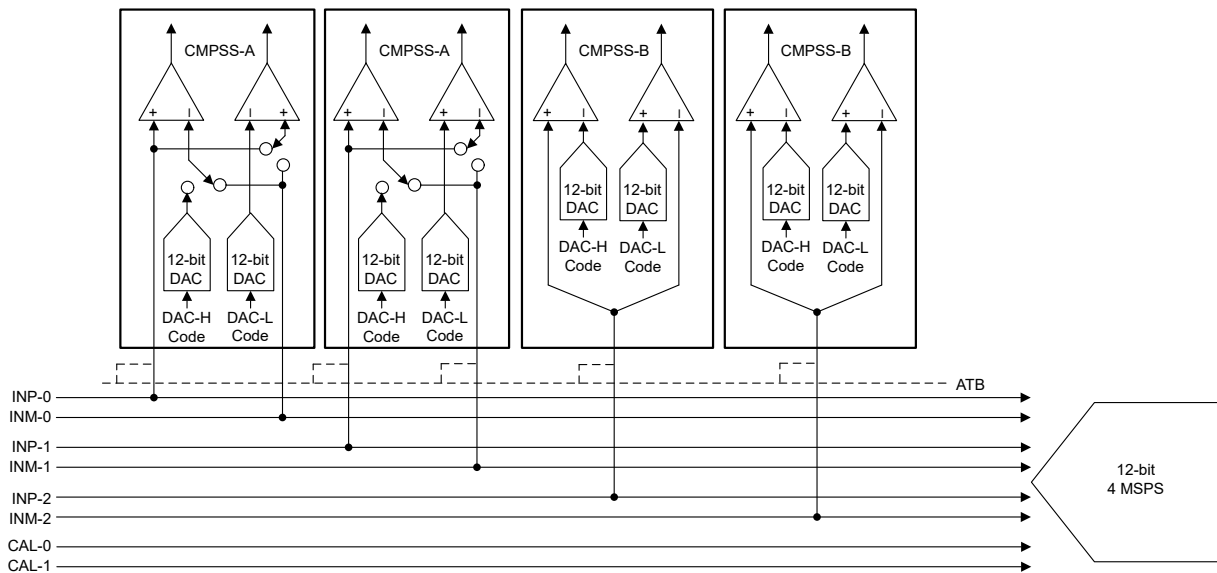 CMPSS-A
CMPSS-A
CMPSS-B
CMPSS-B
+ – – +
+ – + –
+ – + –
+ – + –
12-bit
DAC
12-bit
DAC
DAC-H
Code
DAC-L
Code
12-bit
DAC
12-bit
DAC
DAC-H
Code
DAC-L
Code
12-bit
DAC
12-bit
DAC
DAC-H
Code
DAC-L
Code
12-bit
DAC
12-bit
DAC
DAC-H
Code
DAC-L
Code
ATB
INP-0
INM-0
INP-1
INM-1
INP-2
INM-2
CAL-0
CAL-1
12-bit
4 MSPS